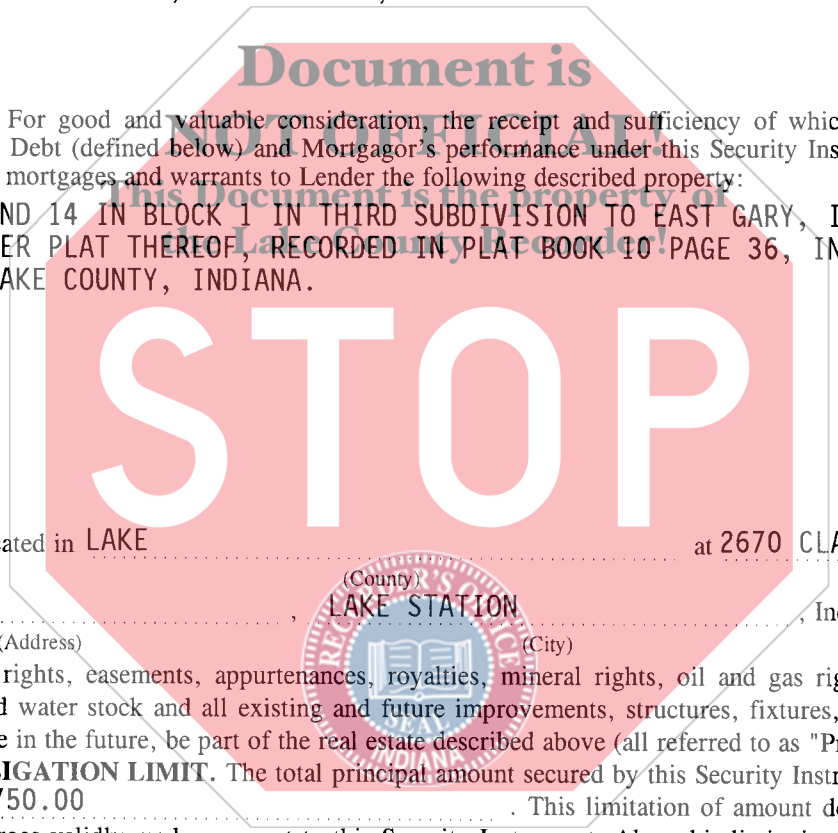 Document is
For good and valuable consideration, the receipt and sufficiency of whic
NOT OFFICIAL!
Debt (defined below) and Mortgagor's performance under this Security Ins
mortgages and warrants to Lender the following described property:
This Document is the property of
ND 14 IN BLOCK 1 IN THIRD SUBDIVISION TO EAST GARY, I
the Lake County Recorder!
ER PLAT THEREOF, RECORDED IN PLAT BOOK 10 PAGE 36, IN
AKE COUNTY, INDIANA.
STOP
ated in LAKE at 2670 CLA
(County)
, LAKE STATION , In
(Address) (City)
RECORDER'S OFFICE
rights, easements, appurtenances, royalties, mineral rights, oil and gas rig
d water stock and all existing and future improvements, structures, fixtures,
SEAL
e in the future, be part of the real estate described above (all referred to as "Pr
INDIANA
IGATION LIMIT. The total principal amount secured by this Security Instr
750.00 . This limitation of amount d